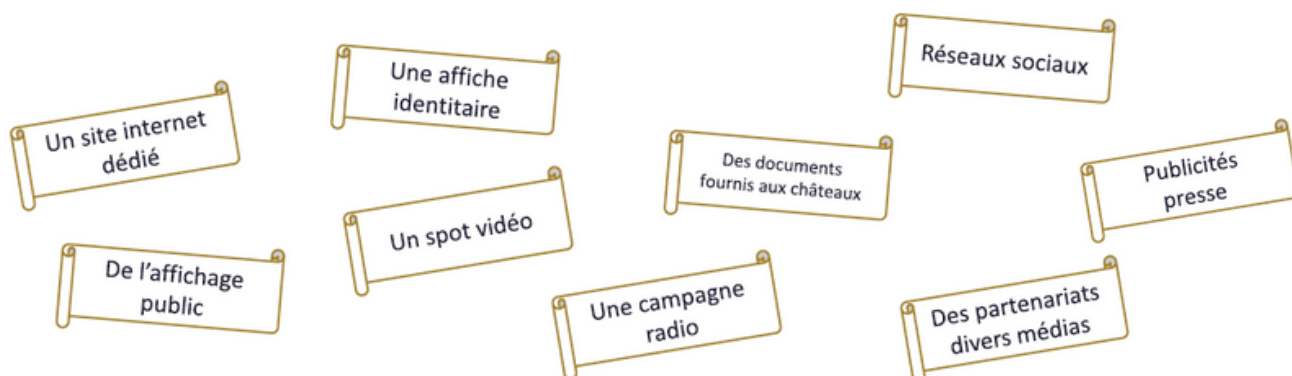 Réseaux sociaux
Une affiche
identitaire
Un site internet
dédié
Des documents
fournis aux châteaux
Publicités
presse
Un spot vidéo
De l'affichage
public
Une campagne
radio
Des partenariats
divers médias